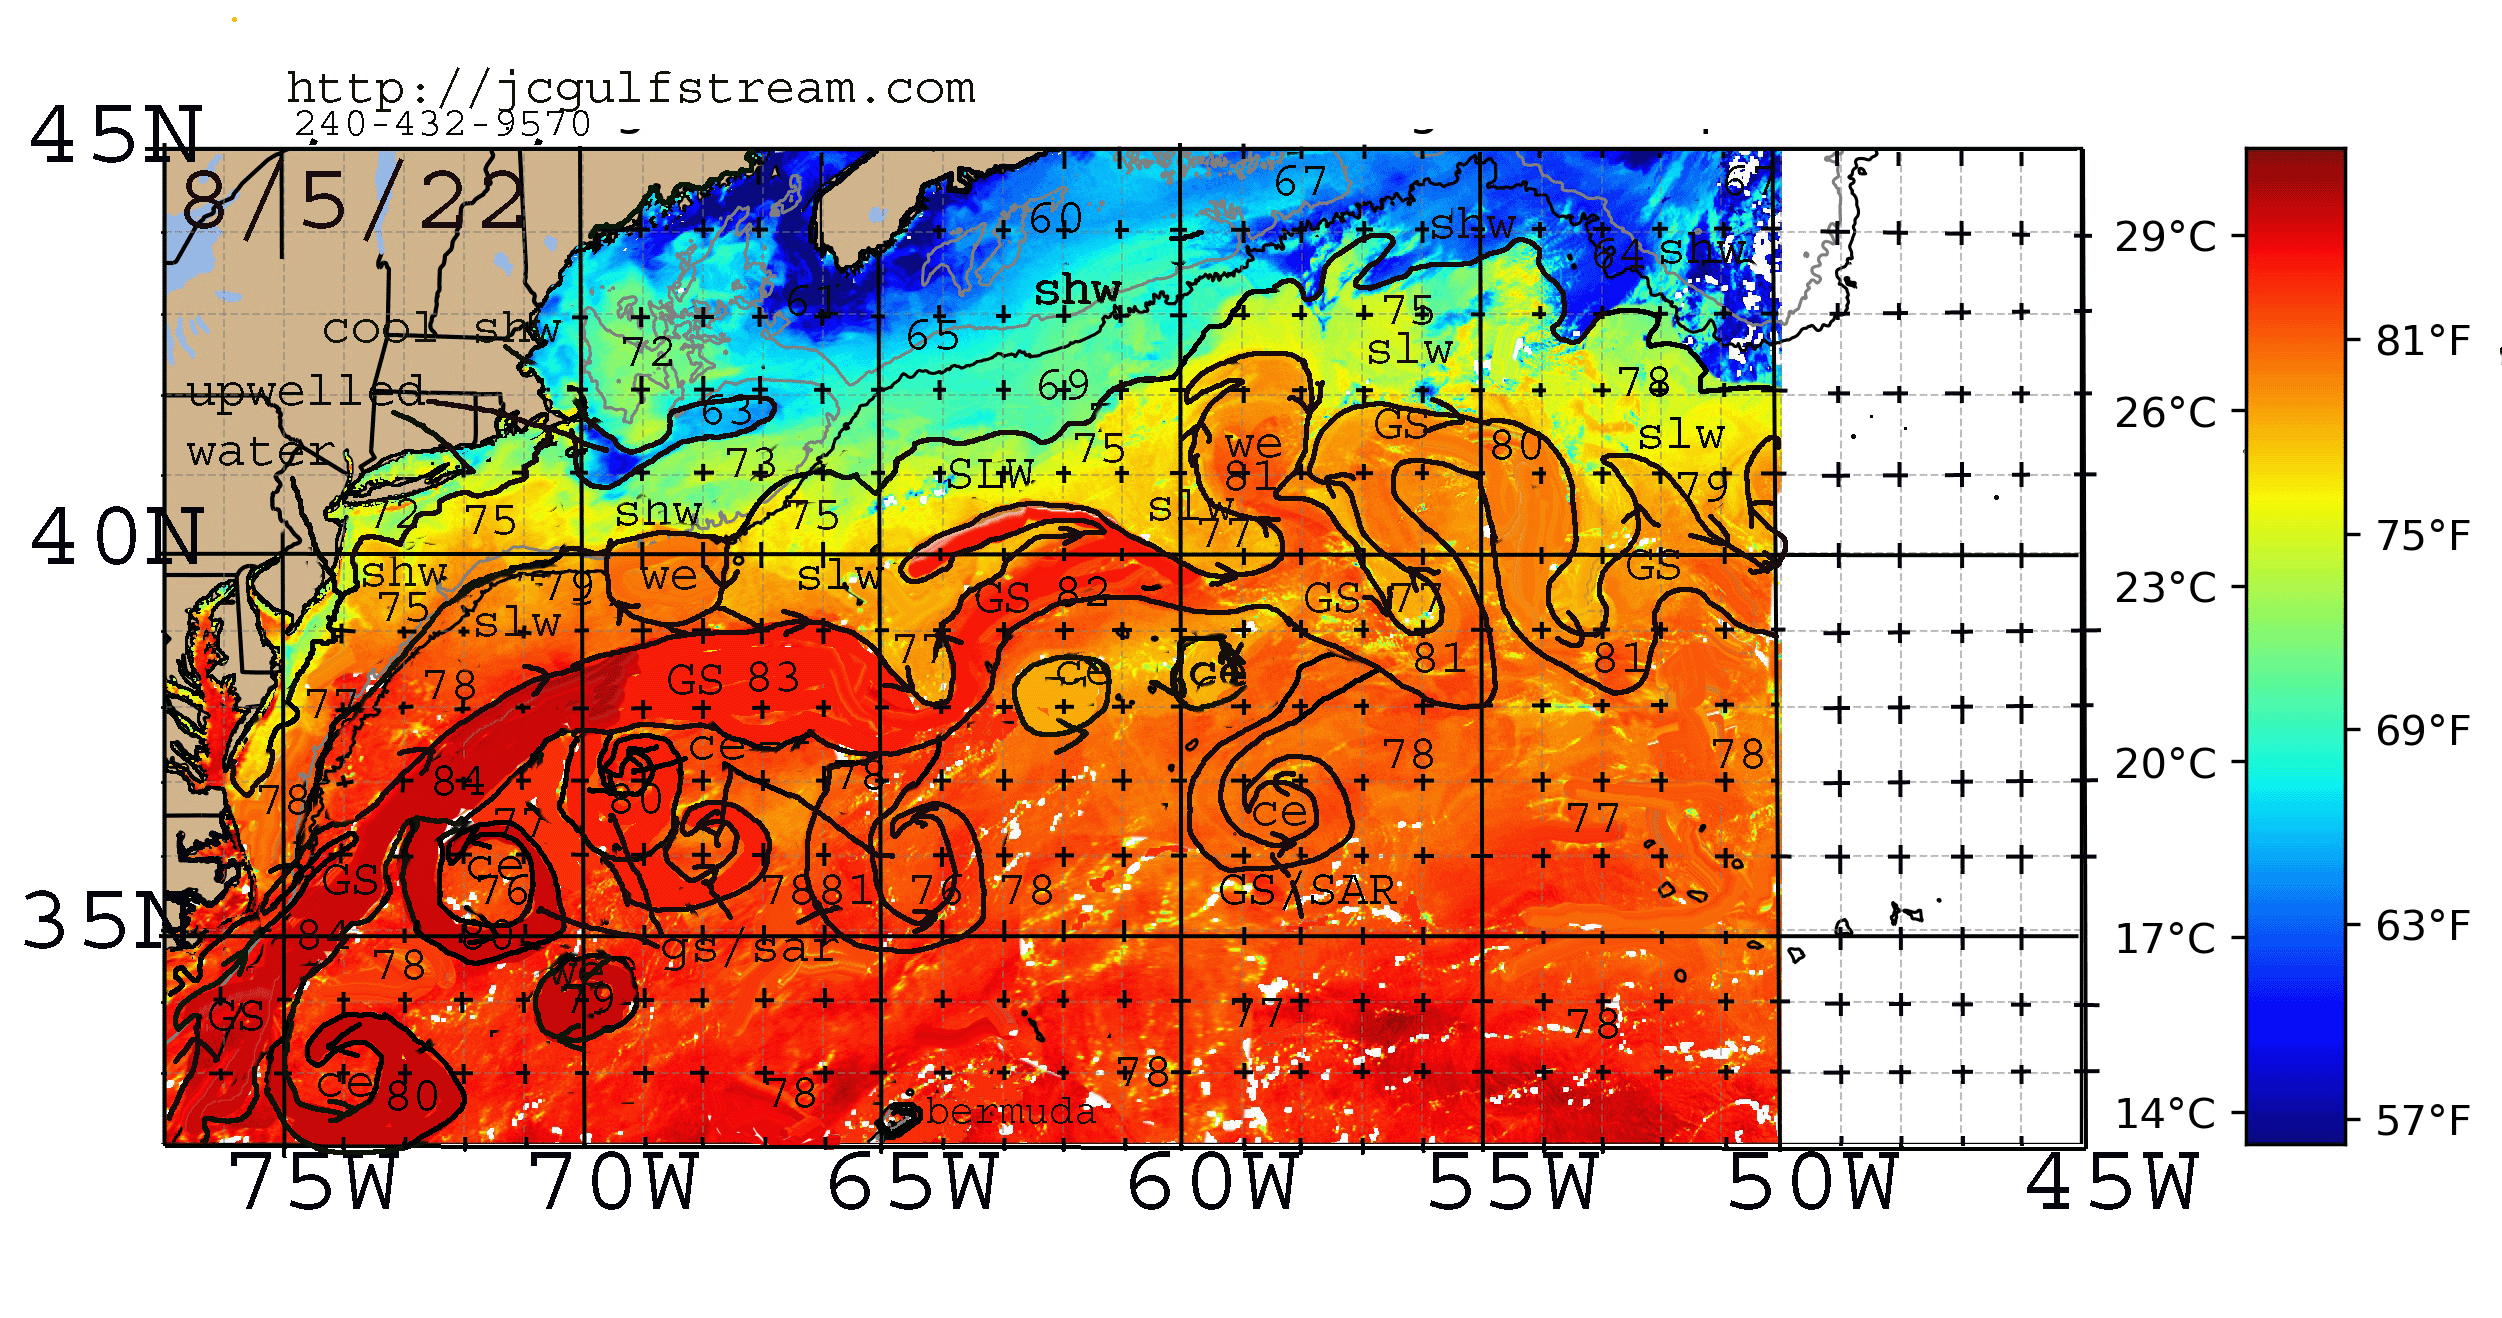 http://jcgulfstream.com
240-432-9570
45N
8/5/22
67
67
60
shw
shw
64
29°C
61
shw
75
cool shw
65
72
slw
81°F
upwelled
69
78
63
GS
26°C
water
we
80
slw
75
73
SLW
81
79
72
75
shw
75
slw
77
75°F
40N
shw
79
we
slw
GS
23°C
75
slw
GS 82
GS
77
77
81
81
77
78
GS 83
ce
ce
69°F
ce
78
78
78
20°C
84
78
80
77
ce
77
GS
ce
76
78
81
76
78
GS/SAR
35N
84
80
gs/sar
63°F
17°C
78
we
79
GS
77
78
78
ce
80
78
bermuda
14°C
57°F
75W
70W
65W
60W
55W
50W
45W